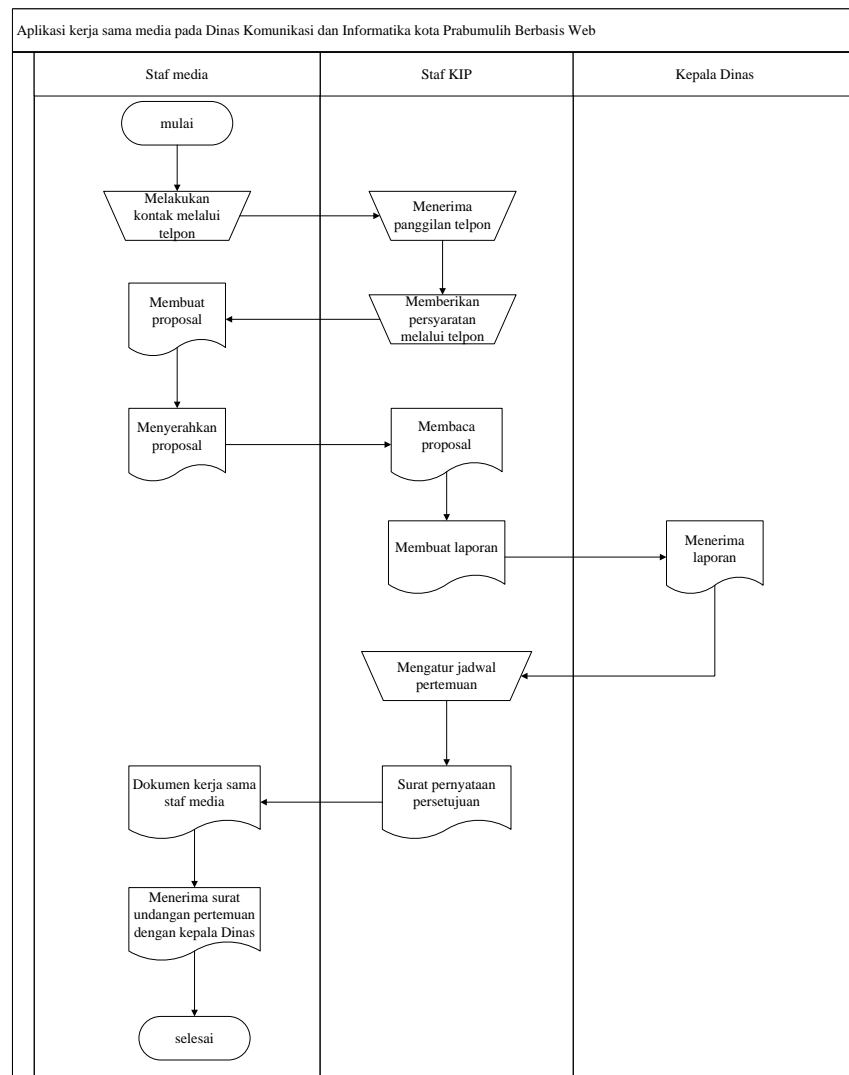 Aplikasi kerja sama media pada Dinas Komunikasi dan Informatika kota Prabumulih Berbasis Web
Staf media
Staf KIP
Kepala Dinas
mulai
Melakukan
kontak melalui
telpon
Menerima
panggilan telpon
Memberikan
persyaratan
melalui telpon
Membuat
proposal
Menyerahkan
proposal
Membaca
proposal
Membuat laporan
Menerima
laporan
Mengatur jadwal
pertemuan
Surat pernyataan
persetujuan
Dokumen kerja sama
staf media
Menerima surat
undangan pertemuan
dengan kepala Dinas
selesai